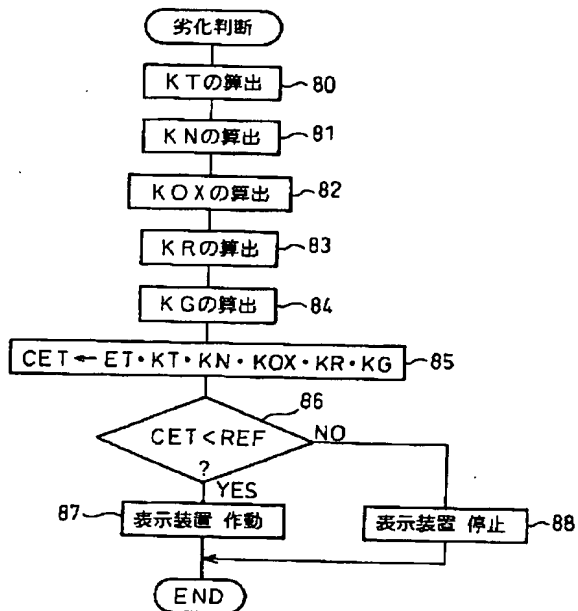 劣化判断
KTの算出
80
KNの算出
81
KOXの算出
82
KRの算出
83
KGの算出
84
CET←ET・KT・KN・KOX・KR・KG
85
86
CET<REF
?
NO
YES
87
表示装置 作動
表示装置 停止
88
END